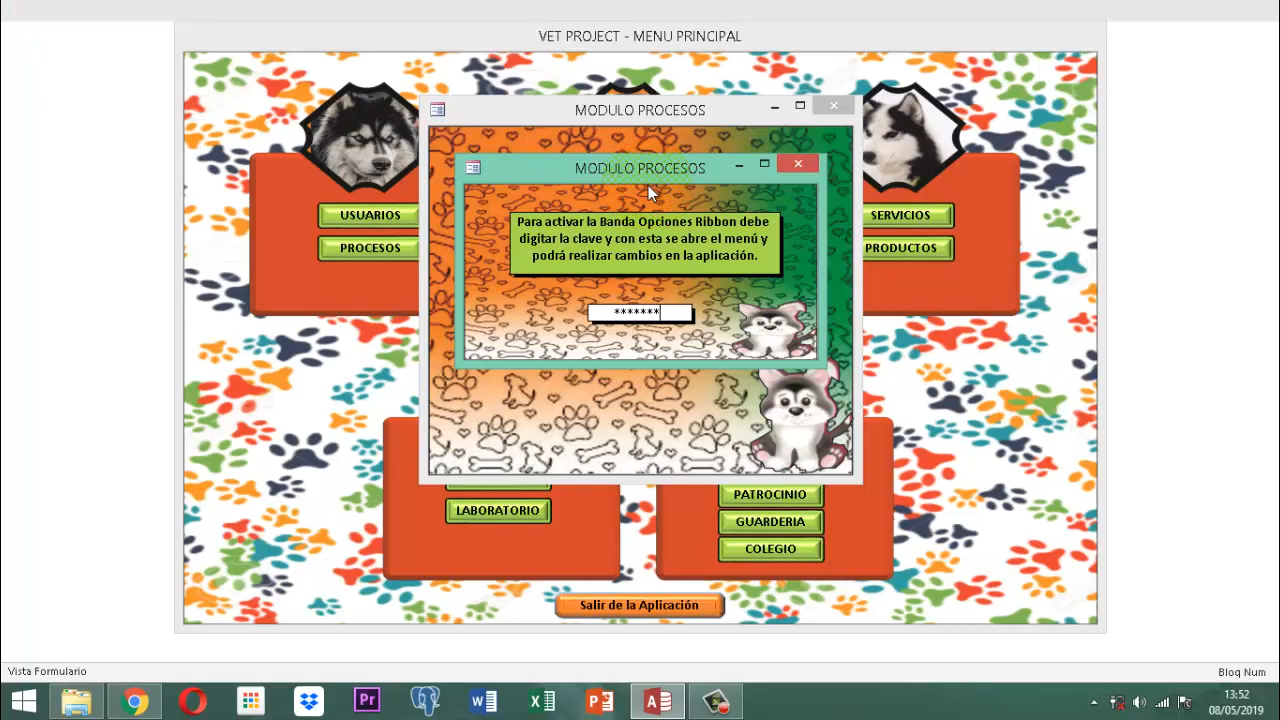 VET PROJECT - MENU PRINCIPAL
MODULO PROCESOS
MODULO PROCESOS
Para activar la Banda Opciones Ribbon debe
digitar la clave y con esta se abre el menú y
podrá realizar cambios en la aplicación.
*******
USUARIOS
PROCESOS
SERVICIOS
PRODUCTOS
LABORATORIO
PATROCINIO
GUARDERIA
COLEGIO
Salir de la Aplicación
Vista Formulario
Bloq Num
Pr
13:52
08/05/2019